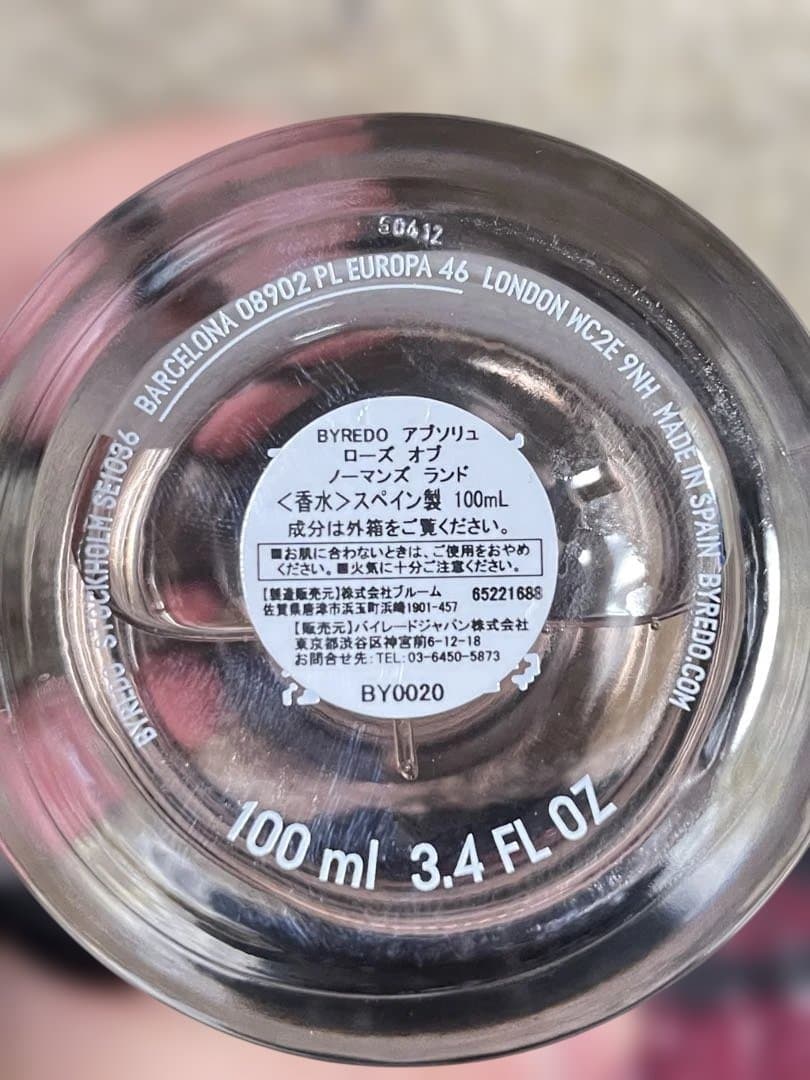 50412
BYREDO STOCKHOLM SE1036 BARCELONA 08902 PL EUROPA 46 LONDON WC2E 9NH MADE IN SPAIN BYREDO.COM
BYREDO アブソリュ
ローズ オブ
ノーマンズ ランド
<香水>スペイン製 100mL
成分は外箱をご覧ください。
■お肌に合わないときは、ご使用をおやめ
ください。■火気に十分ご注意ください。
【製造販売元】株式会社ブルーム 65221688
佐賀県唐津市浜玉町浜崎1901-457
【販売元】バイレードジャパン株式会社
東京都渋谷区神宮前6-12-18
お問合せ先:TEL:03-6450-5873
BY0020
100 ml 3.4 FL OZ